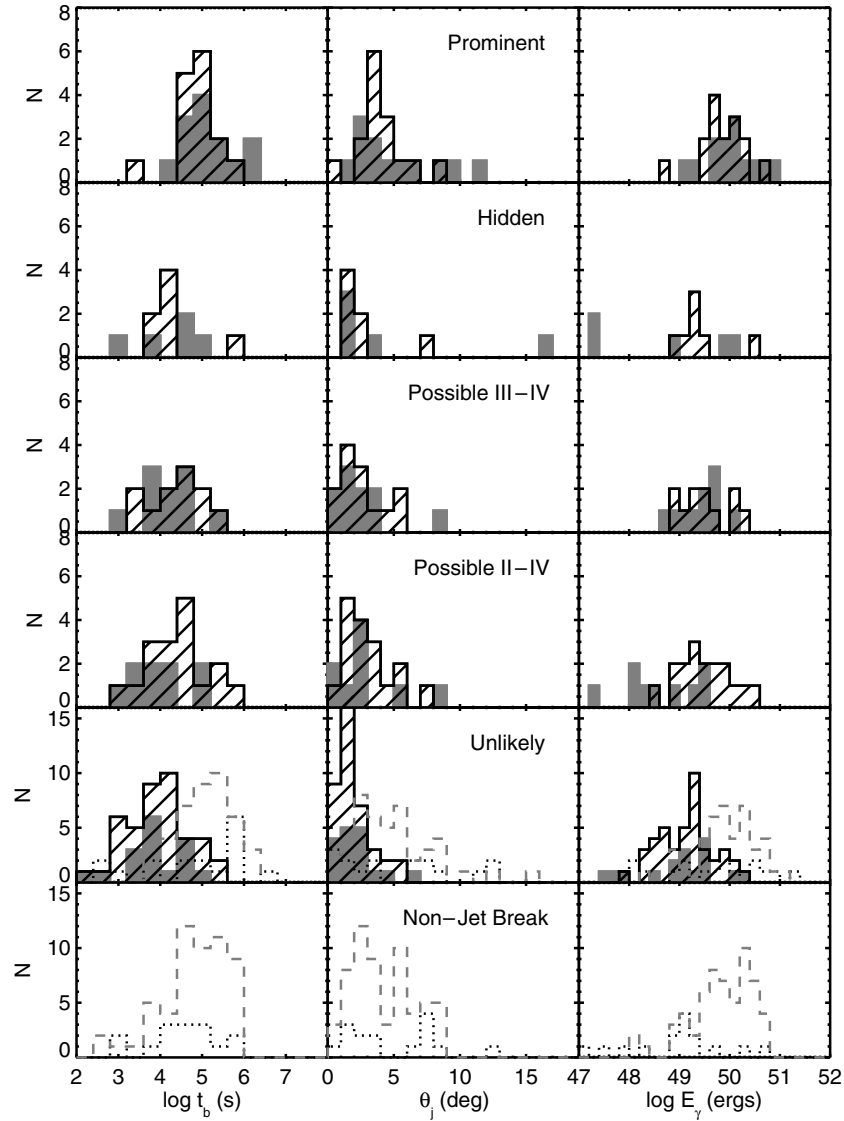 8
6
N
4
2
0
Prominent
8
6
N
4
2
0
Hidden
8
6
N
4
2
0
Possible III−IV
8
6
N
4
2
0
Possible II−IV
15
N
10
5
0
Unlikely
15
N
10
5
0
Non−Jet Break
2 3 4 5 6 7 0 5 10 15 47 48 49 50 51 52
log t_b (s) θ_j (deg) log E_γ (ergs)